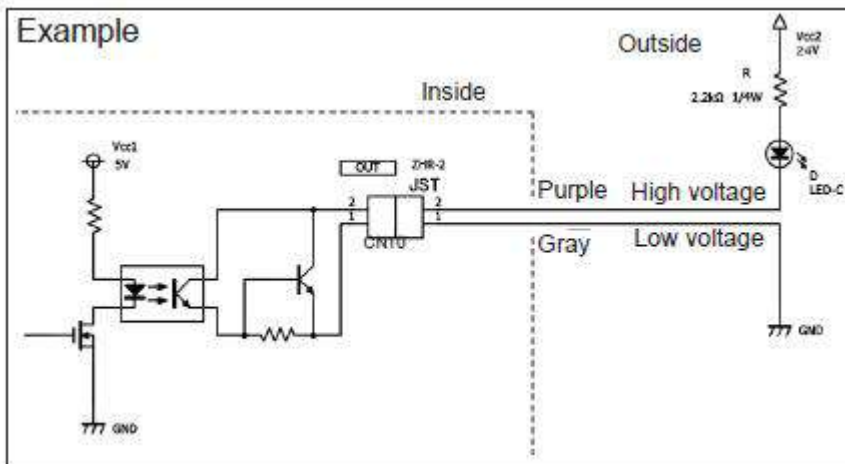 Example
Outside
Vcc2
24V
R
2.2kΩ 1/4W
Inside
Vcc1
5V
OUT
ZHR-2
JST
D
LED-C
2
1
2
1
CN10
Purple
High voltage
Gray
Low voltage
GND
GND